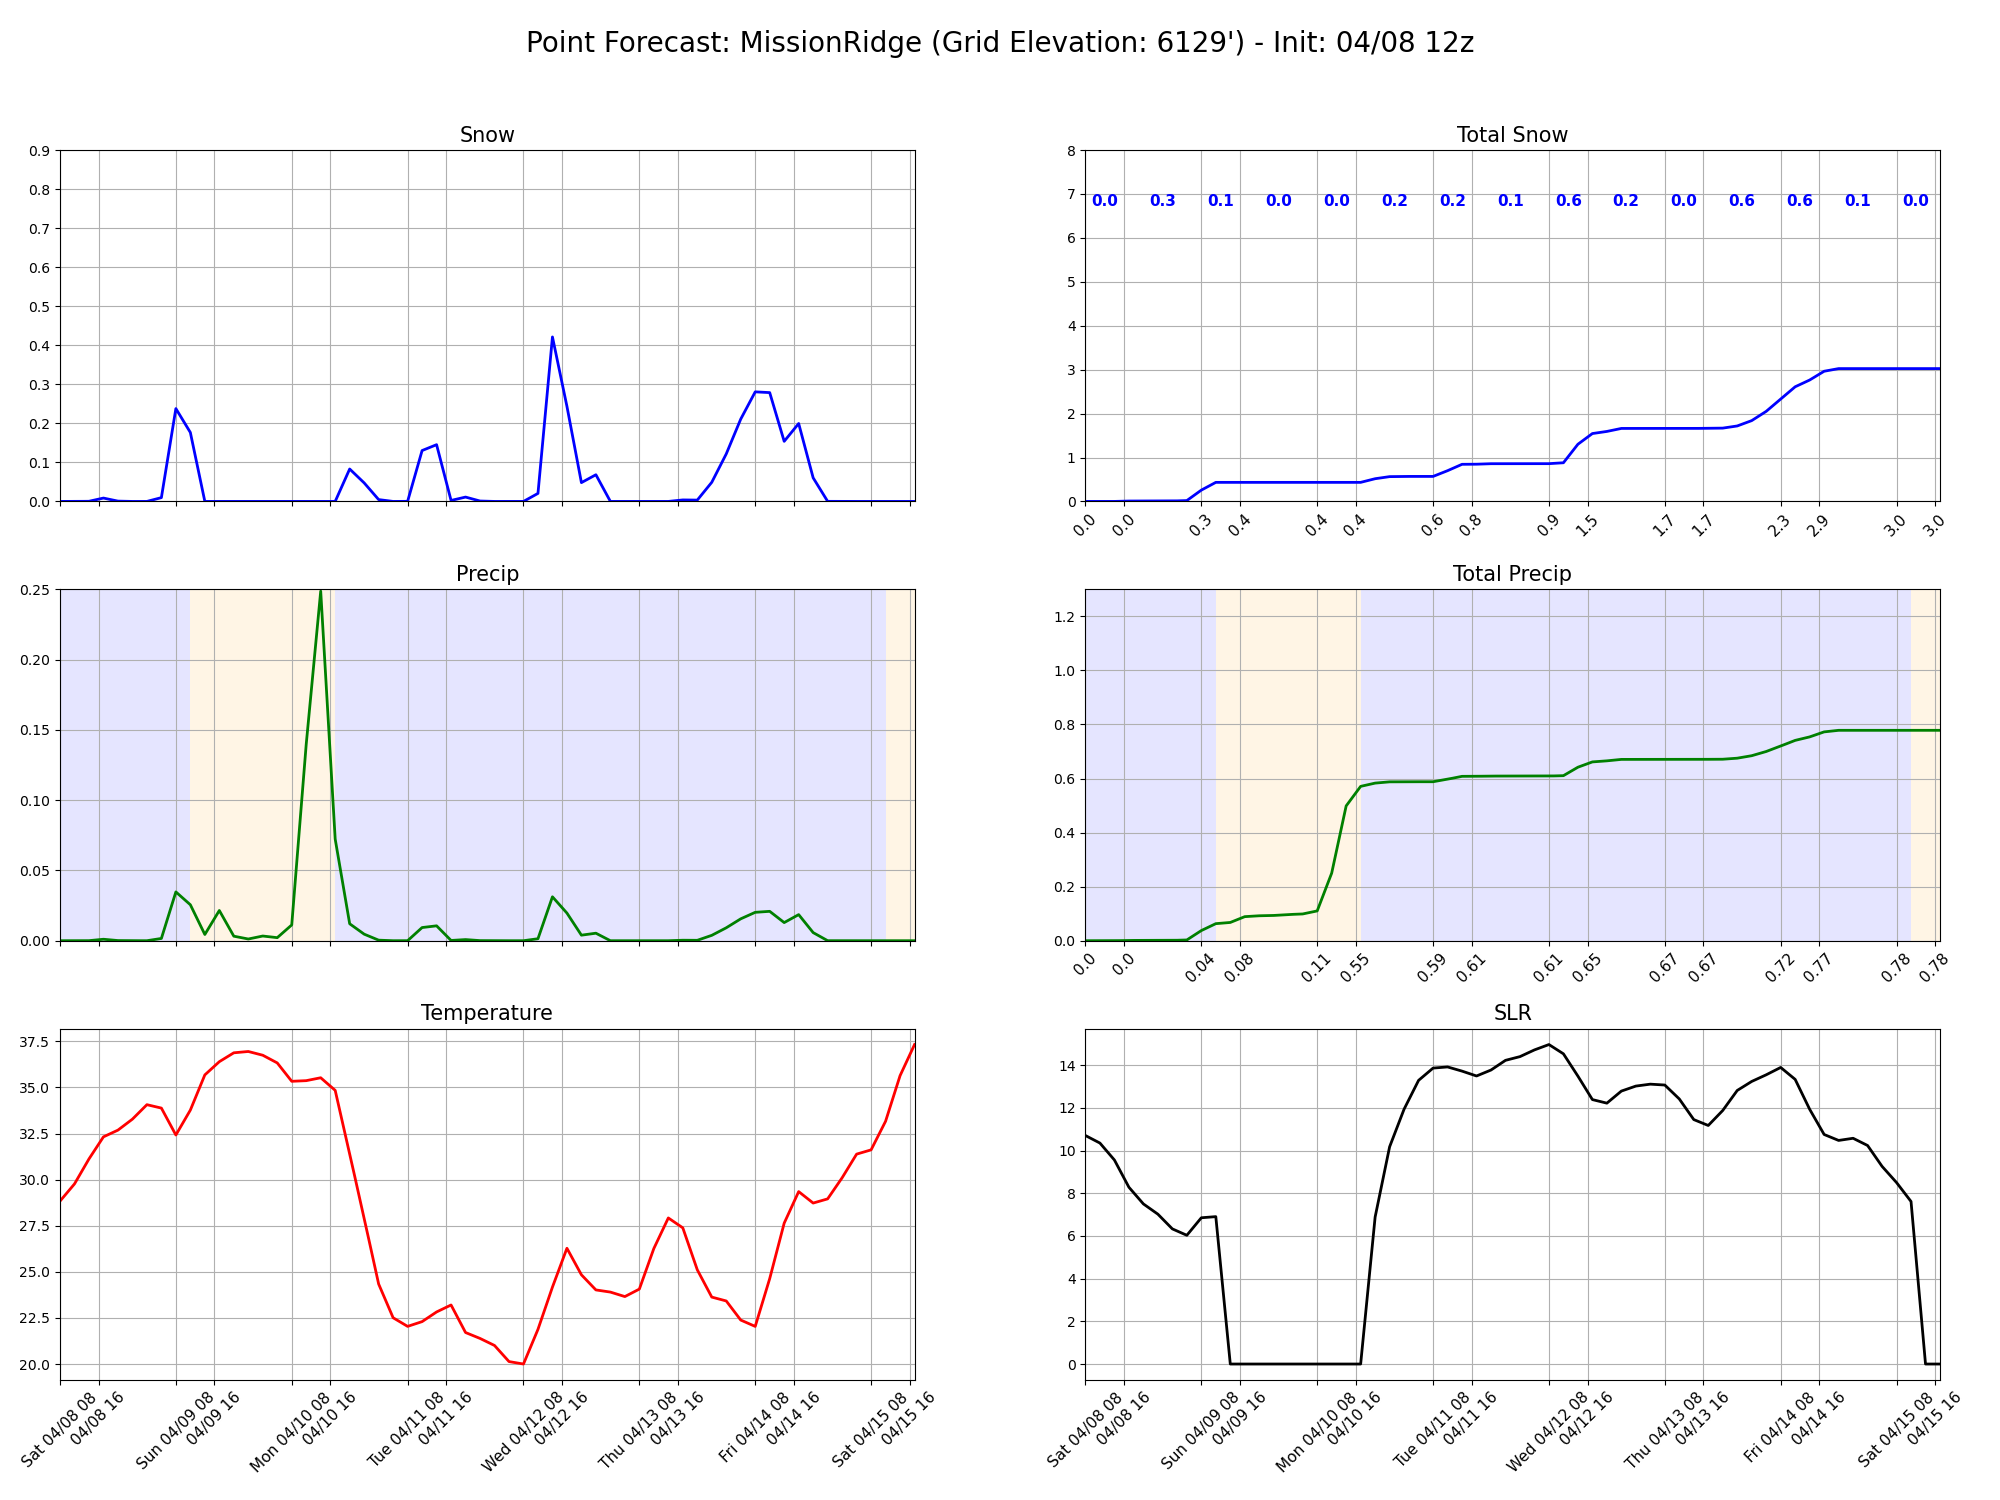 Point Forecast: MissionRidge (Grid Elevation: 6129') - Init: 04/08 12z
Snow
0.9
0.8
0.7
0.6
0.5
0.4
0.3
0.2
0.1
0.0
Total Snow
8
7
6
5
4
3
2
1
0
0.0 0.3 0.1 0.0 0.0 0.2 0.2 0.1 0.6 0.2 0.0 0.6 0.6 0.1 0.0
0.0 0.0 0.3 0.4 0.4 0.4 0.6 0.8 0.9 1.5 1.7 1.7 2.3 2.9 3.0 3.0
Precip
0.25
0.20
0.15
0.10
0.05
0.00
Total Precip
1.2
1.0
0.8
0.6
0.4
0.2
0.0
0.0 0.0 0.04 0.08 0.11 0.55 0.59 0.61 0.61 0.65 0.67 0.67 0.72 0.77 0.78 0.78
Temperature
37.5
35.0
32.5
30.0
27.5
25.0
22.5
20.0
Sat 04/08 08
04/08 16
Sun 04/09 08
04/09 16
Mon 04/10 08
04/10 16
Tue 04/11 08
04/11 16
Wed 04/12 08
04/12 16
Thu 04/13 08
04/13 16
Fri 04/14 08
04/14 16
Sat 04/15 08
04/15 16
SLR
14
12
10
8
6
4
2
0
Sat 04/08 08
04/08 16
Sun 04/09 08
04/09 16
Mon 04/10 08
04/10 16
Tue 04/11 08
04/11 16
Wed 04/12 08
04/12 16
Thu 04/13 08
04/13 16
Fri 04/14 08
04/14 16
Sat 04/15 08
04/15 16